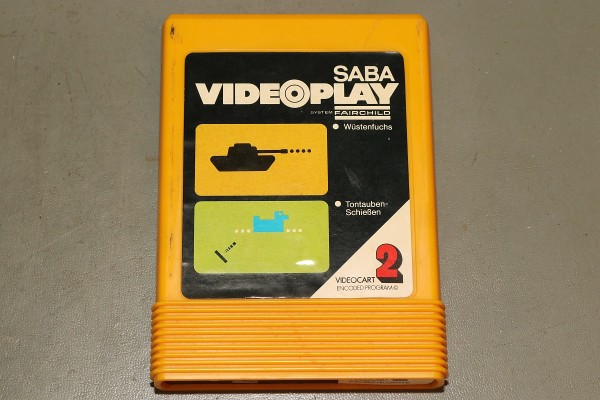 SABA
VIDEOPLAY
SYSTEM FAIRCHILD
Wüstenfuchs
Tontauben-
Schießen
2
VIDEOCART
ENCODED PROGRAM ©